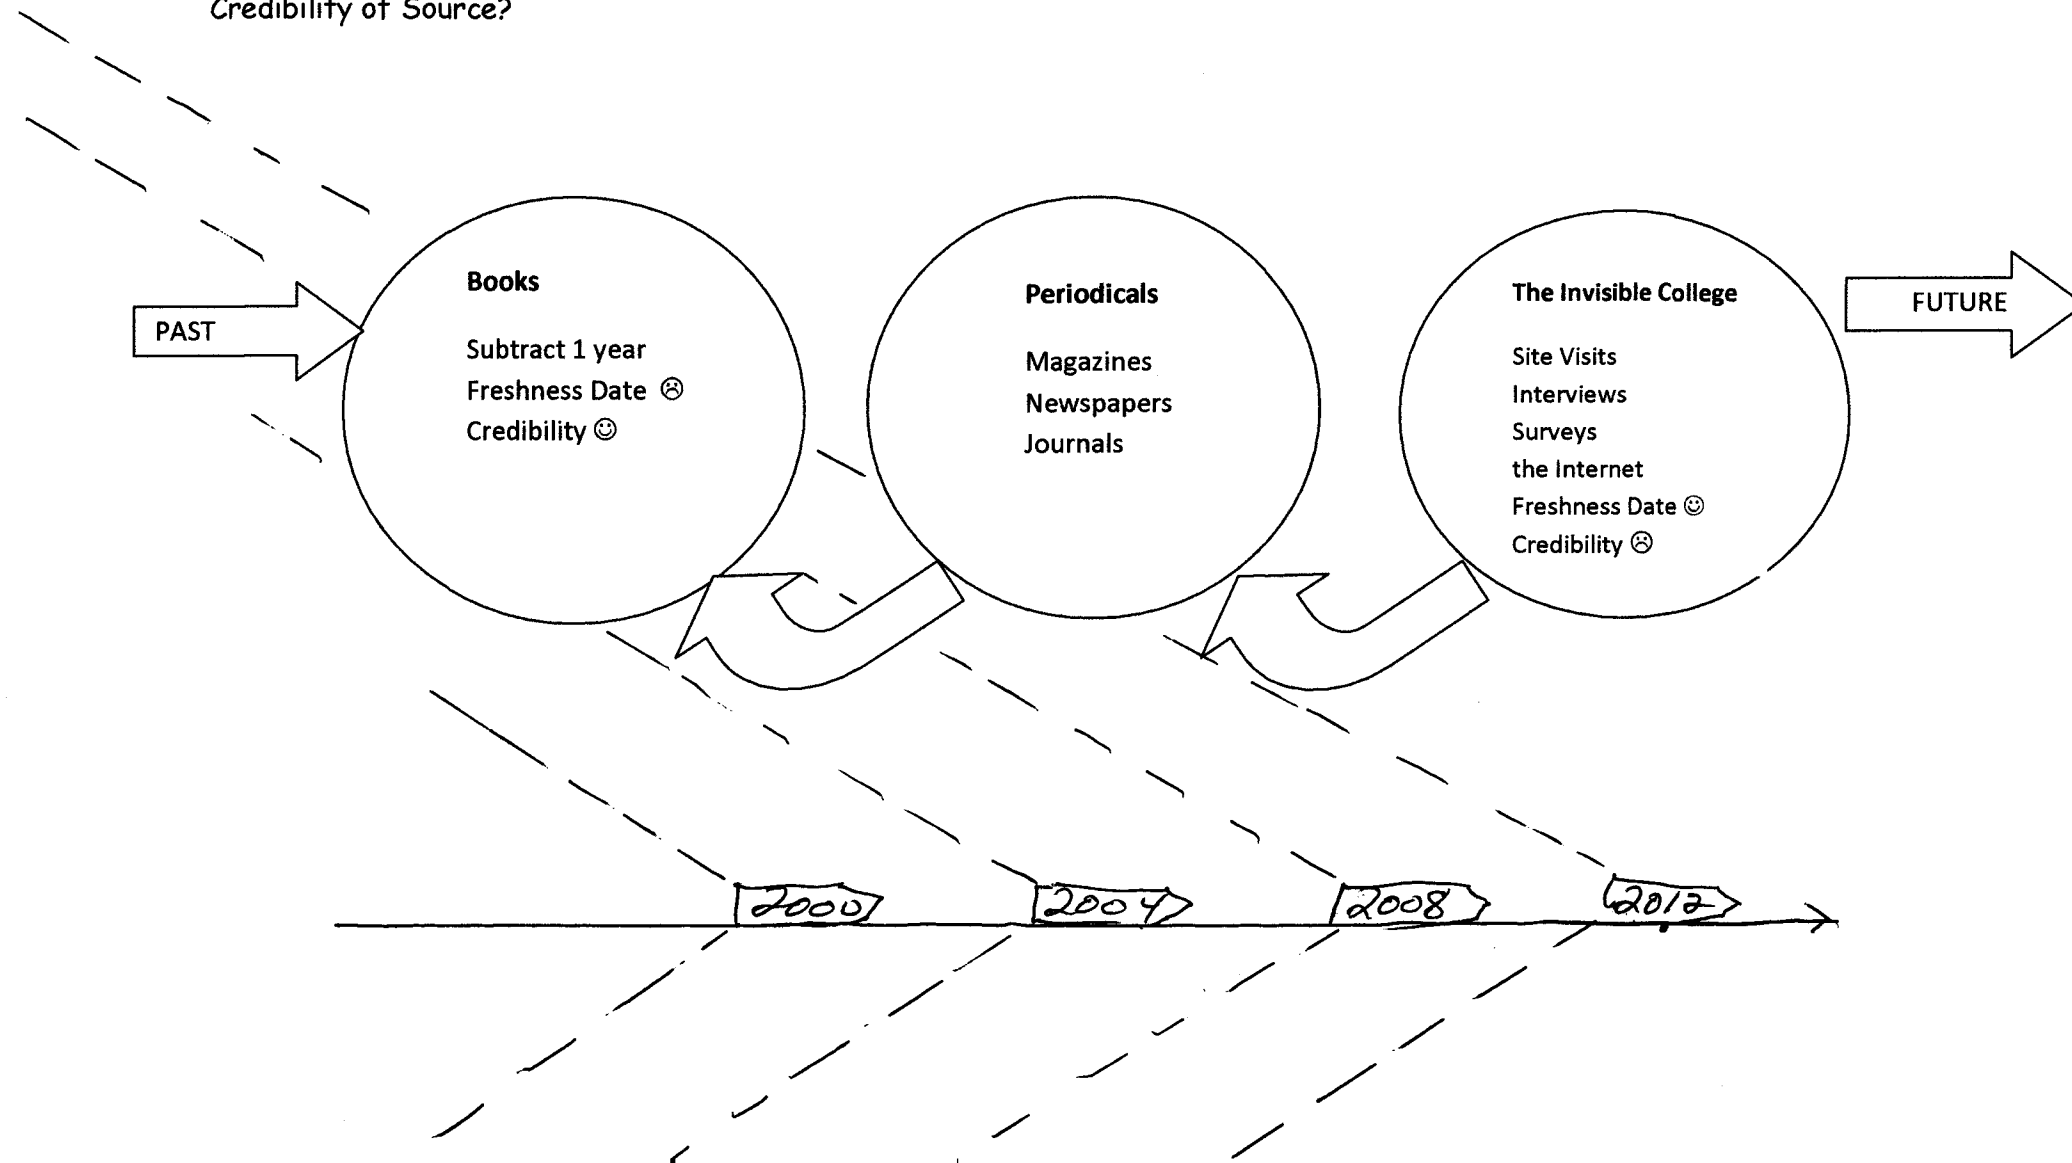 Credibility of Source?
PAST
Books
Subtract 1 year
Freshness Date ☹
Credibility ☺
Periodicals
Magazines
Newspapers
Journals
The Invisible College
Site Visits
Interviews
Surveys
the Internet
Freshness Date ☺
Credibility ☹
FUTURE
2000
2004
2008
2012